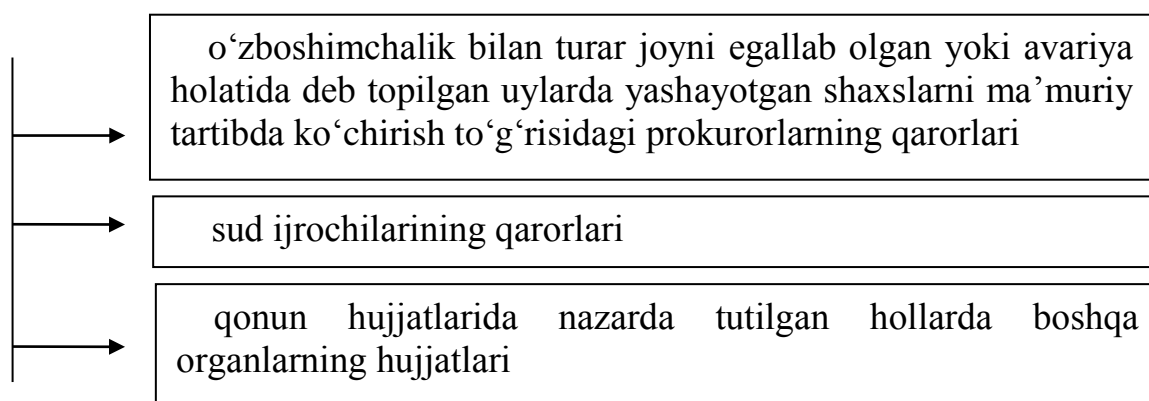 o‘zboshimchalik bilan turar joyni egallab olgan yoki avariya
holatida deb topilgan uylarda yashayotgan shaxslarni ma’muriy
tartibda ko‘chirish to‘g‘risidagi prokurorlarning qarorlari
sud ijrochilarining qarorlari
qonun hujjatlarida nazarda tutilgan hollarda boshqa
organlarning hujjatlari